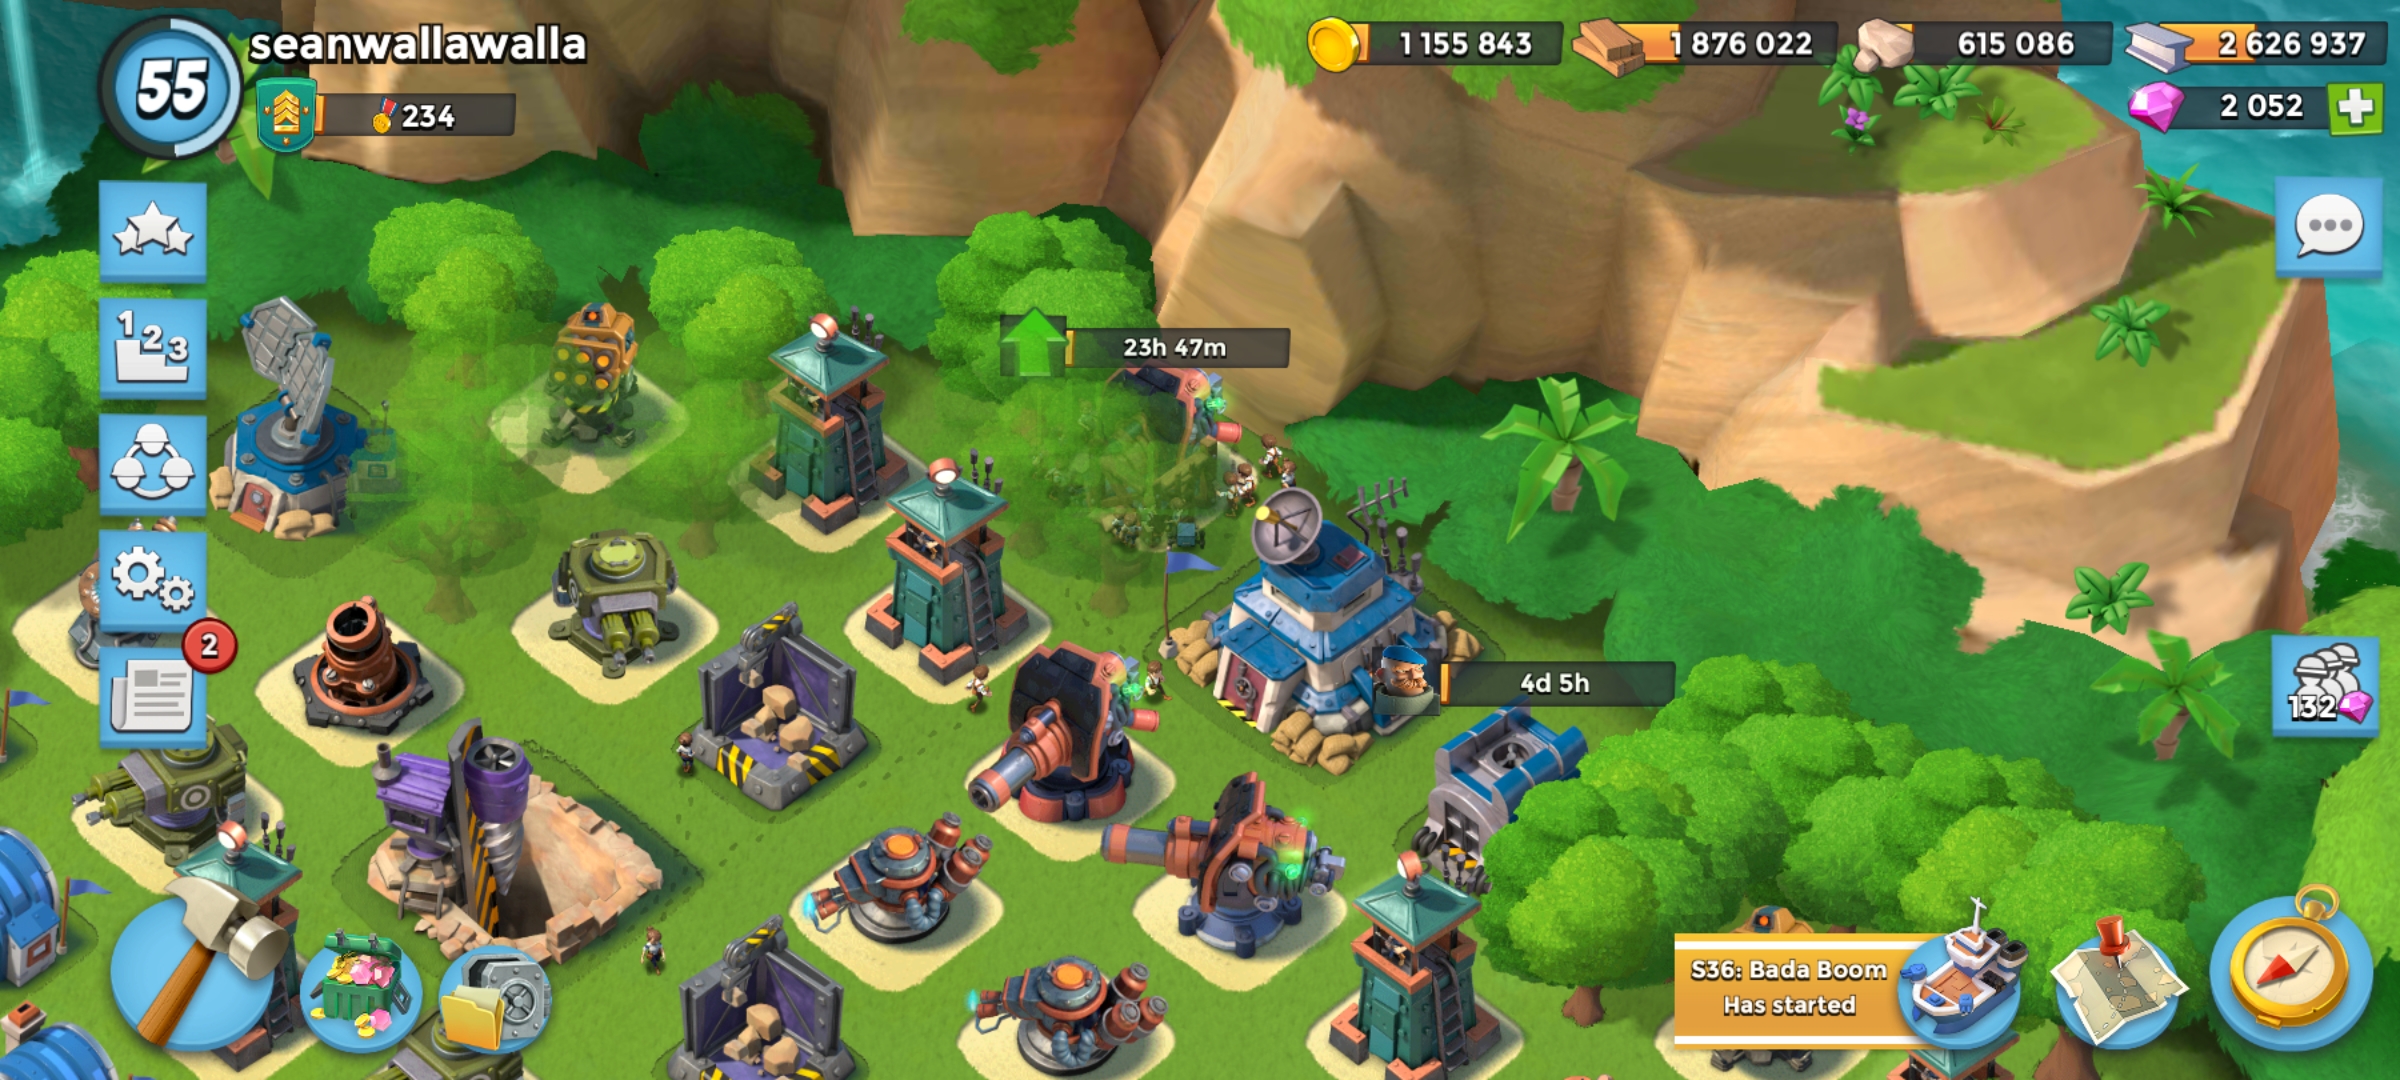 55
seanwallawalla
234
1 155 843
1 876 022
615 086
2 626 937
2 052
123
23h 47m
2
4d 5h
132
S36: Bada Boom
Has started